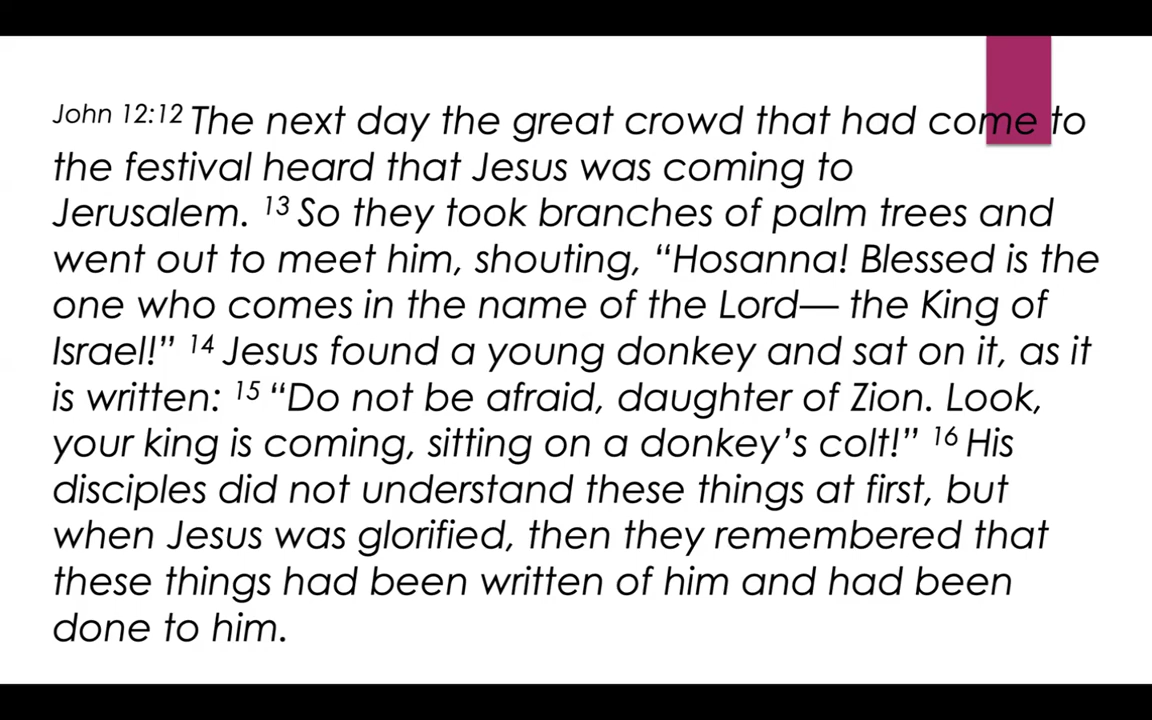 John 12:12 The next day the great crowd that had come to
the festival heard that Jesus was coming to
Jerusalem. 13 So they took branches of palm trees and
went out to meet him, shouting, “Hosanna! Blessed is the
one who comes in the name of the Lord— the King of
Israel!” 14 Jesus found a young donkey and sat on it, as it
is written: 15 “Do not be afraid, daughter of Zion. Look,
your king is coming, sitting on a donkey’s colt!” 16 His
disciples did not understand these things at first, but
when Jesus was glorified, then they remembered that
these things had been written of him and had been
done to him.